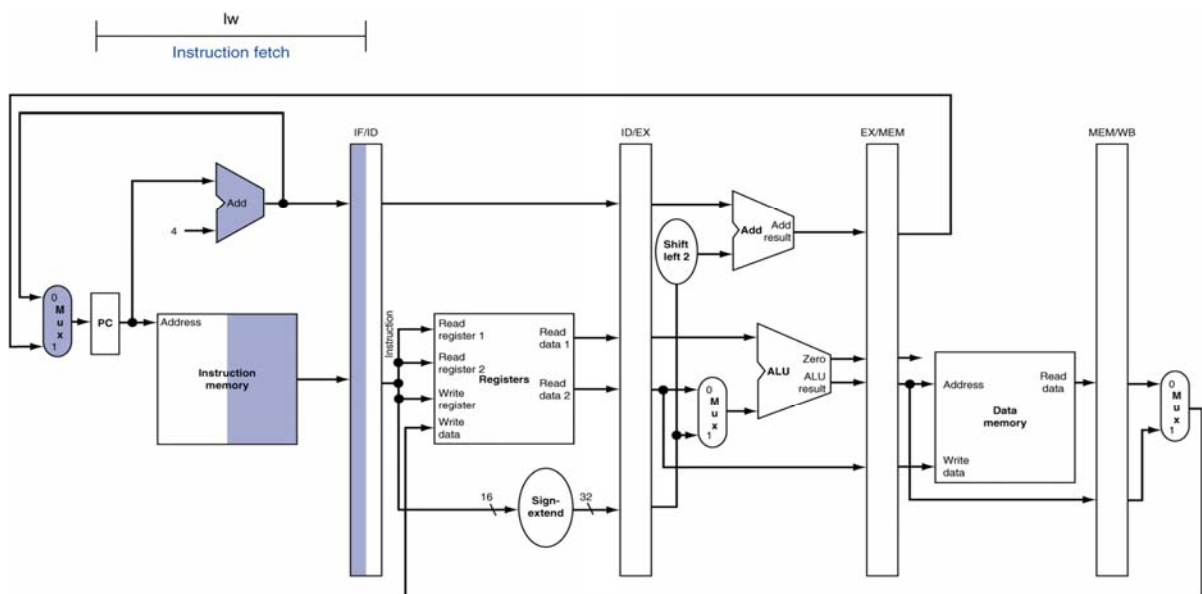 lw
Instruction fetch
IF/ID
ID/EX
EX/MEM
MEM/WB
Add
4
Shift
left 2
Add
Add
result
0
M
u
x
1
PC
Address
Instruction
memory
Instruction
Read
register 1
Read
register 2
Write
register
Write
data
Registers
Read
data 1
Read
data 2
0
M
u
x
1
Zero
ALU
ALU
result
Address
Read
data
Data
memory
Write
data
0
M
u
x
1
16
Sign-
extend
32